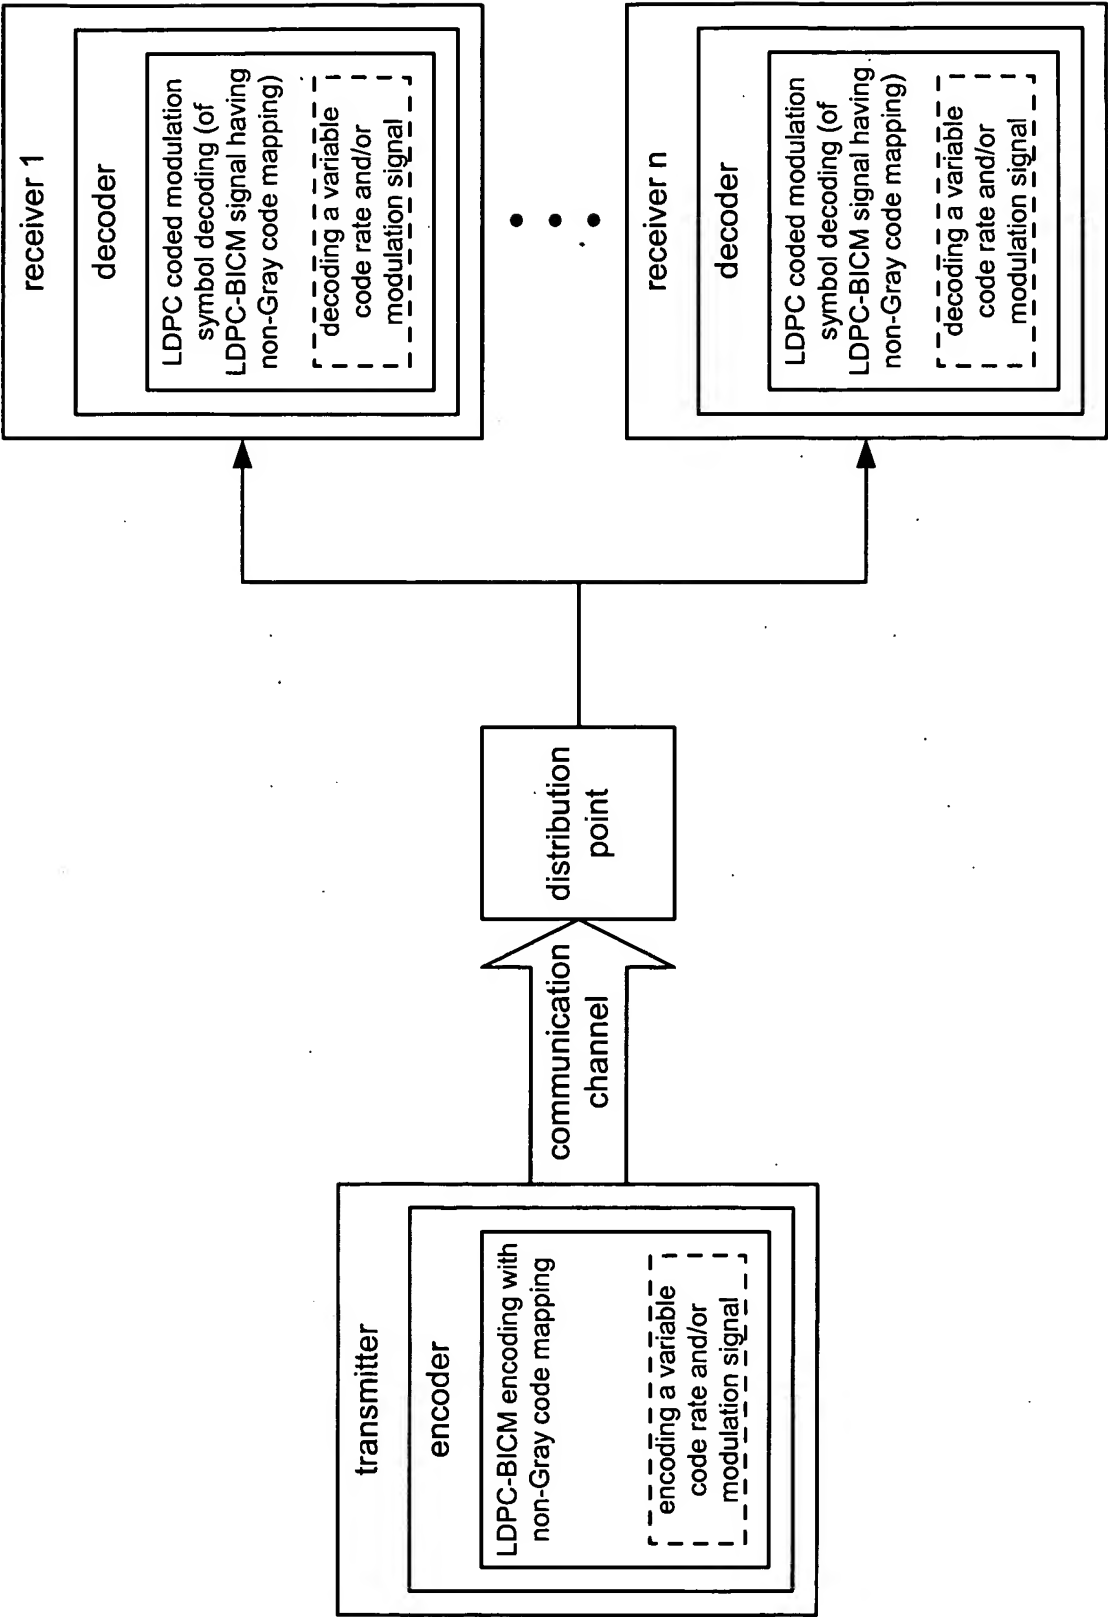 transmitter
encoder
LDPC-BICM encoding with
non-Gray code mapping
encoding a variable
code rate and/or
modulation signal
communication
channel
distribution
point
receiver 1
decoder
LDPC coded modulation
symbol decoding (of
LDPC-BICM signal having
non-Gray code mapping)
decoding a variable
code rate and/or
modulation signal
receiver n
decoder
LDPC coded modulation
symbol decoding (of
LDPC-BICM signal having
non-Gray code mapping)
decoding a variable
code rate and/or
modulation signal